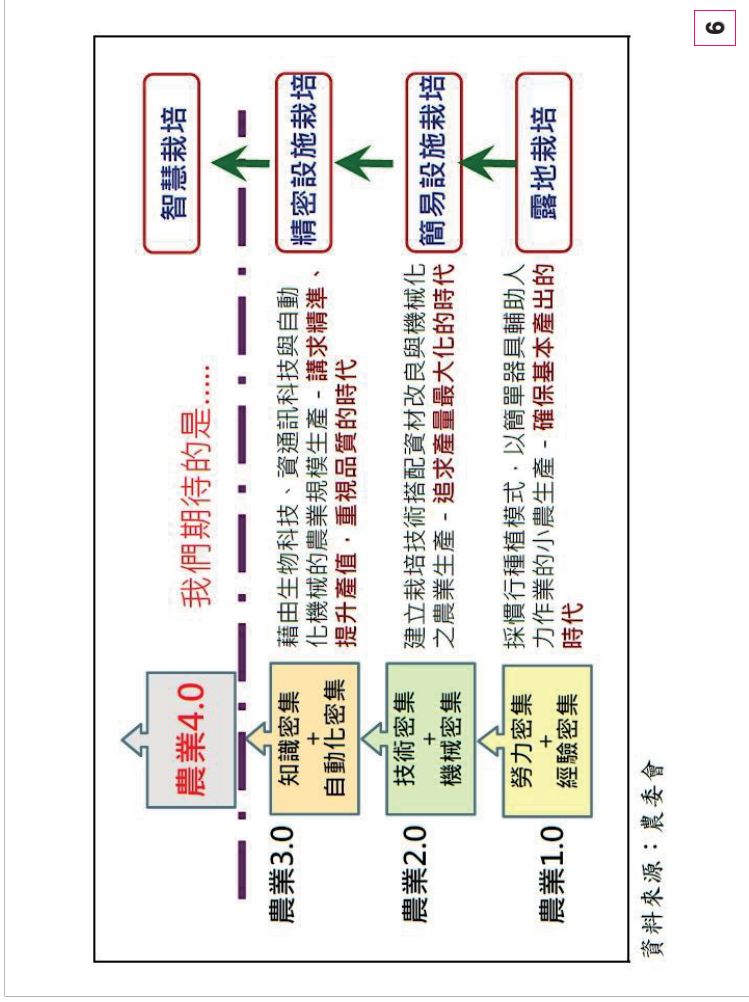 6
我們期待的是.....
農業4.0
智慧栽培
農業3.0
知識密集
+
自動化密集
藉由生物科技、資通訊科技與自動
化機械的農業規模生產－講求精準、
提升產值，重視品質的時代
精密設施栽培
農業2.0
技術密集
+
機械密集
建立栽培技術搭配資材改良與機械化
之農業生產－追求產量最大化的時代
簡易設施栽培
農業1.0
勞力密集
+
經驗密集
採慣行種植模式，以簡單器具輔助人
力作業的小農生產－確保基本產出的
時代
露地栽培
資料來源：農委會